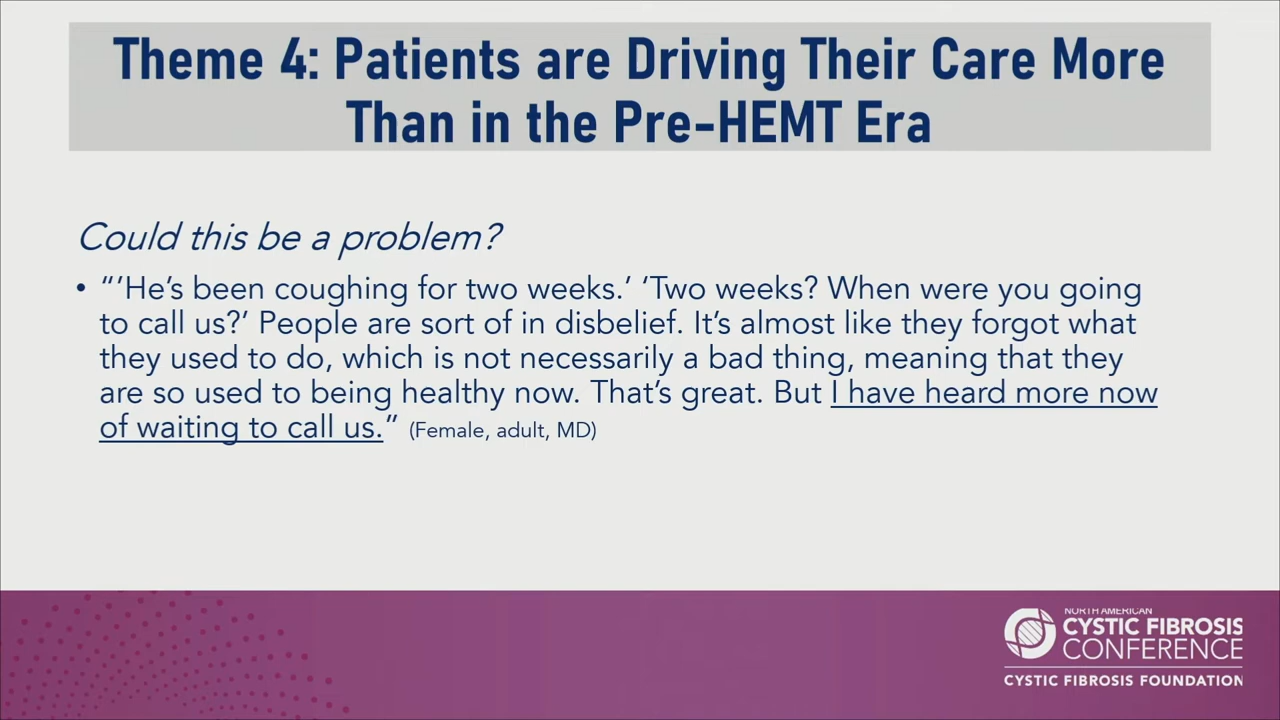 Theme 4: Patients are Driving Their Care More
Than in the Pre-HEMT Era
Could this be a problem?
• “‘He’s been coughing for two weeks.’ ‘Two weeks? When were you going
to call us?’ People are sort of in disbelief. It’s almost like they forgot what
they used to do, which is not necessarily a bad thing, meaning that they
are so used to being healthy now. That’s great. But I have heard more now
of waiting to call us.” (Female, adult, MD)
NORTH AMERICAN
CYSTIC FIBROSIS
CONFERENCE
CYSTIC FIBROSIS FOUNDATION